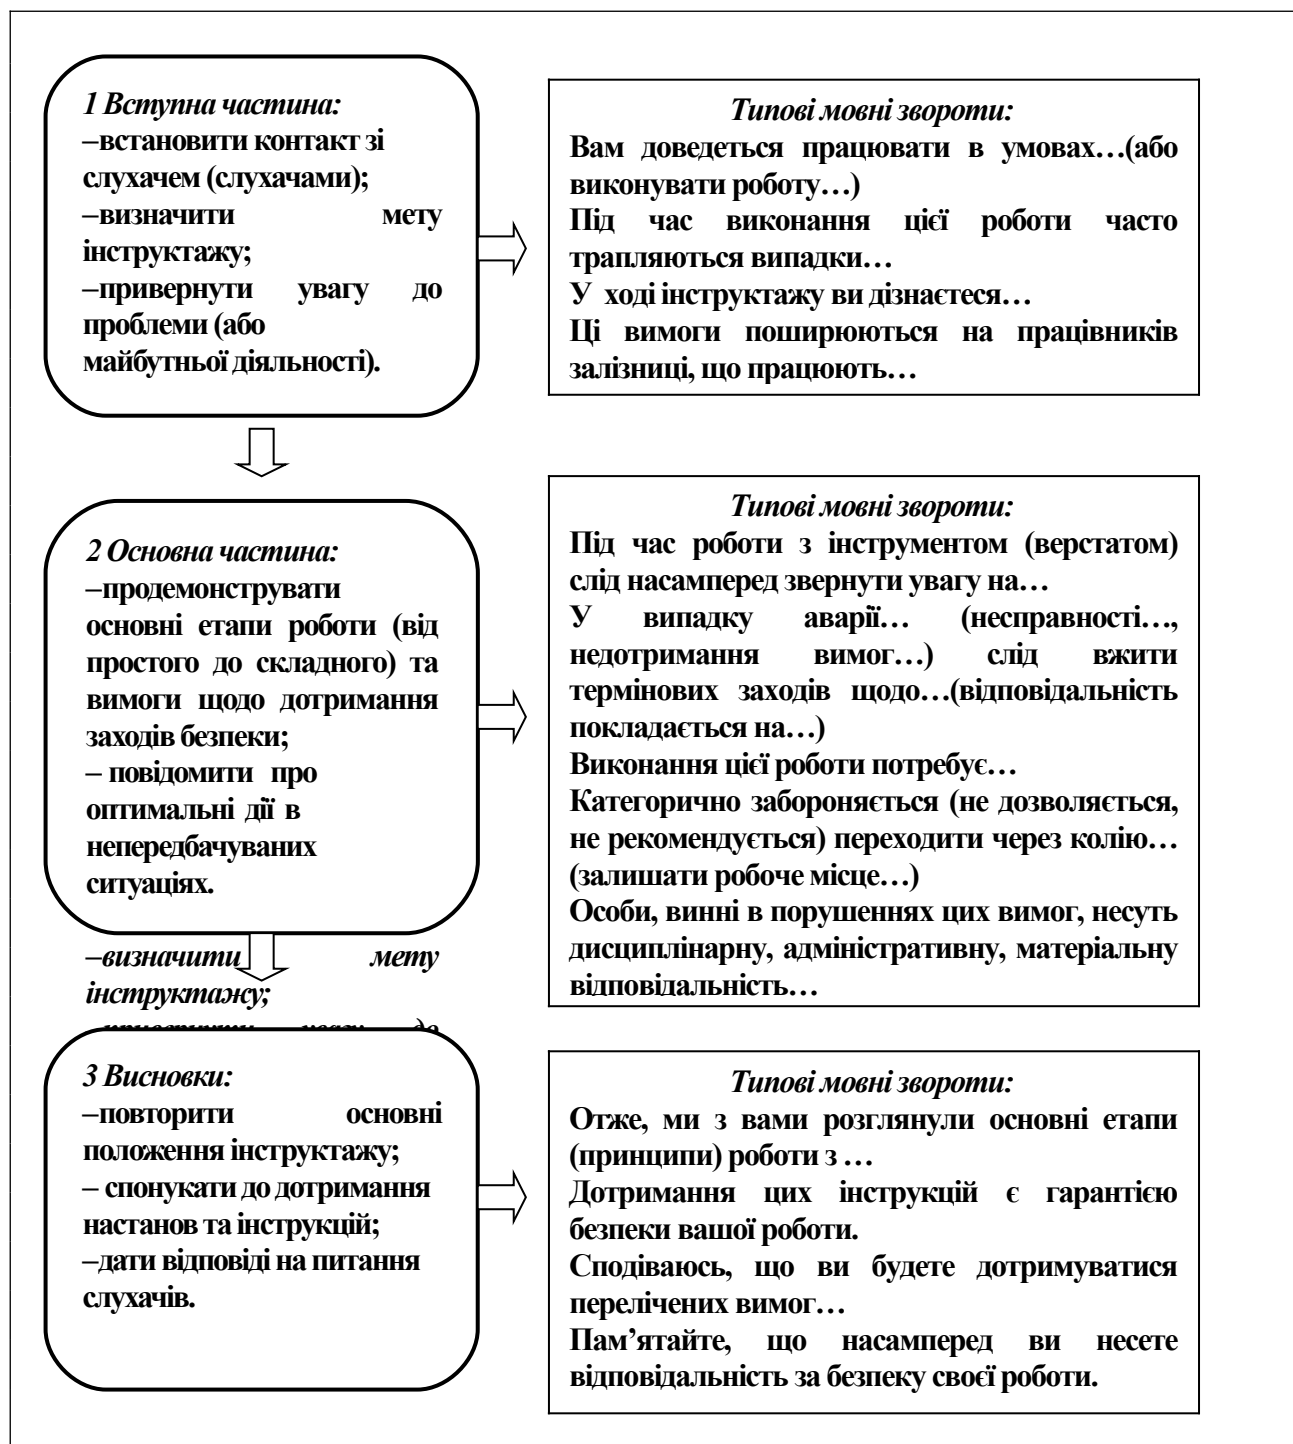 1 Вступна частина:
–встановити контакт зі
слухачем (слухачами);
–визначити мету
інструктажу;
–привернути увагу до
проблеми (або
майбутньої діяльності).
Типові мовні звороти:
Вам доведеться працювати в умовах…(або
виконувати роботу…)
Під час виконання цієї роботи часто
трапляються випадки…
У ході інструктажу ви дізнаєтеся…
Ці вимоги поширюються на працівників
залізниці, що працюють…
2 Основна частина:
–продемонструвати
основні етапи роботи (від
простого до складного) та
вимоги щодо дотримання
заходів безпеки;
– повідомити про
оптимальні дії в
непередбачуваних
ситуаціях.
–визначити мету
інструктажу;
Типові мовні звороти:
Під час роботи з інструментом (верстатом)
слід насамперед звернути увагу на…
У випадку аварії… (несправності…,
недотримання вимог…) слід вжити
термінових заходів щодо…(відповідальність
покладається на…)
Виконання цієї роботи потребує…
Категорично забороняється (не дозволяється,
не рекомендується) переходити через колію…
(залишати робоче місце…)
Особи, винні в порушеннях цих вимог, несуть
дисциплінарну, адміністративну, матеріальну
відповідальність…
3 Висновки:
–повторити основні
положення інструктажу;
– спонукати до дотримання
настанов та інструкцій;
–дати відповіді на питання
слухачів.
Типові мовні звороти:
Отже, ми з вами розглянули основні етапи
(принципи) роботи з …
Дотримання цих інструкцій є гарантією
безпеки вашої роботи.
Сподіваюсь, що ви будете дотримуватися
перелічених вимог…
Пам’ятайте, що насамперед ви несете
відповідальність за безпеку своєї роботи.